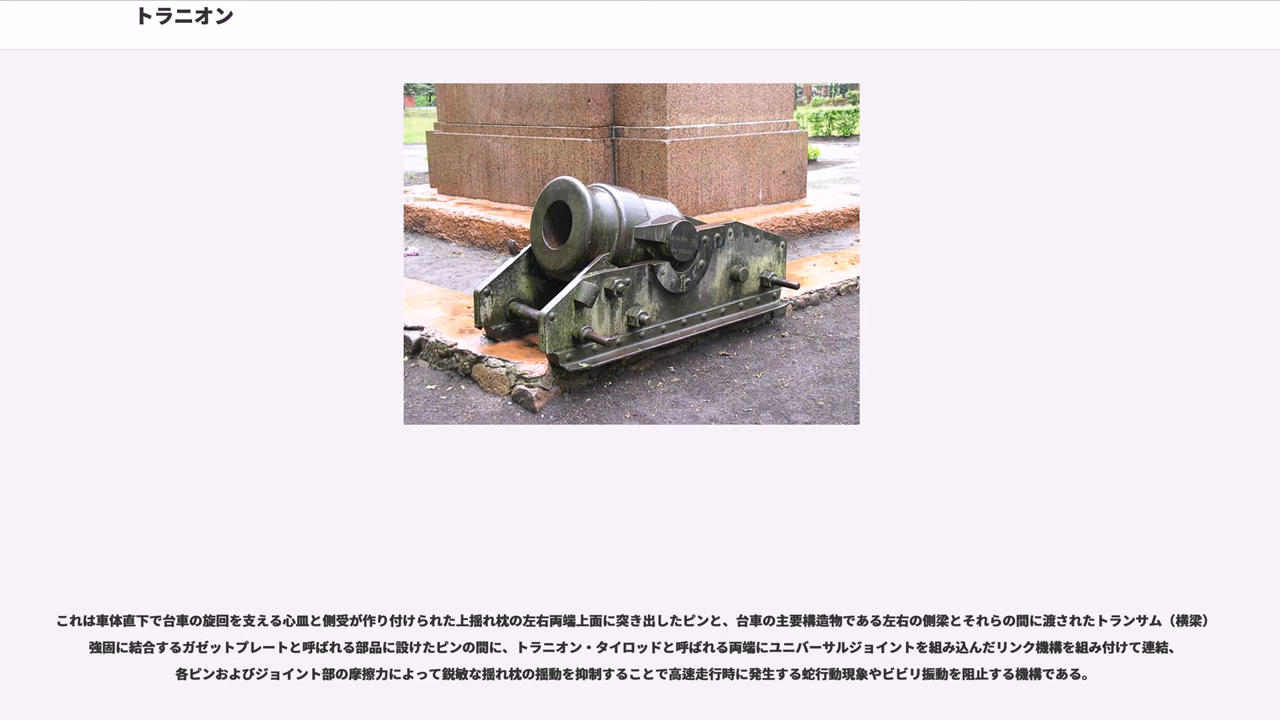 トラニオン
これは車体直下で台車の旋回を支える心皿と側受が作り付けられた上揺れ枕の左右両端上面に突き出したピンと、台車の主要構造物である左右の側梁とそれらの間に渡されたトランサム（横梁）
強固に結合するガゼットプレートと呼ばれる部品に設けたピンの間に、トラニオン・タイロッドと呼ばれる両端にユニバーサルジョイントを組み込んだリンク機構を組み付けて連結、
各ピンおよびジョイント部の摩擦力によって鋭敏な揺れ枕の揺動を抑制することで高速走行時に発生する蛇行動現象やビビリ振動を阻止する機構である。